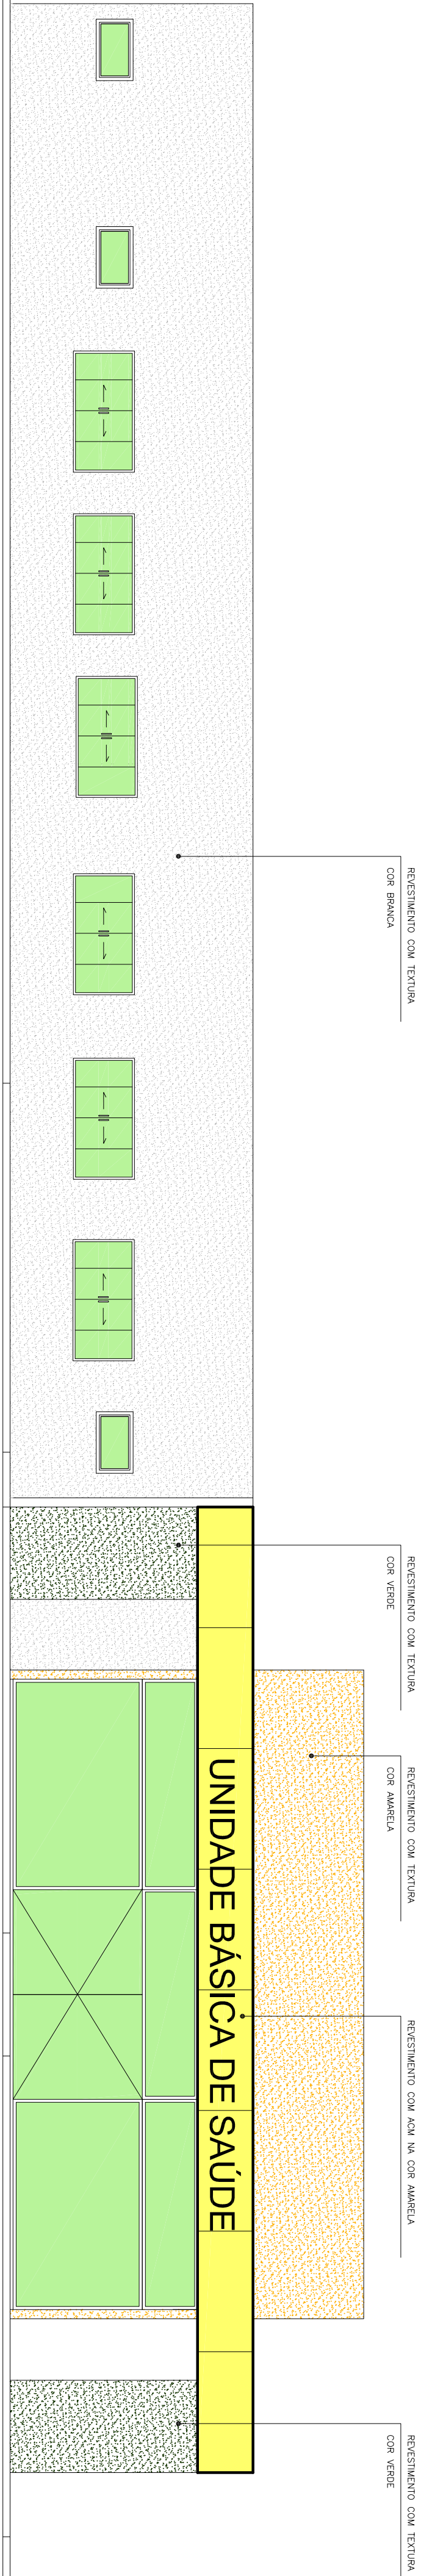 REVESTIMENTO COM TEXTURA
COR BRANCA
REVESTIMENTO COM TEXTURA
COR VERDE
REVESTIMENTO COM TEXTURA
COR AMARELA
REVESTIMENTO COM ACM NA COR AMARELA
REVESTIMENTO COM TEXTURA
COR VERDE
UNIDADE BÁSICA DE SAÚDE